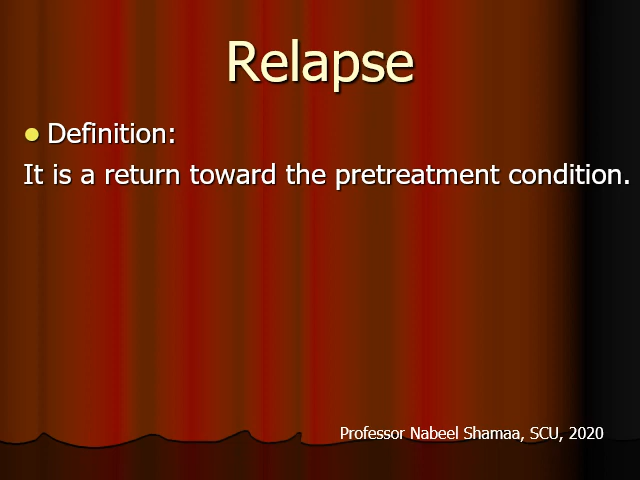 Relapse
Definition:
It is a return toward the pretreatment condition.
Professor Nabeel Shamaa, SCU, 2020